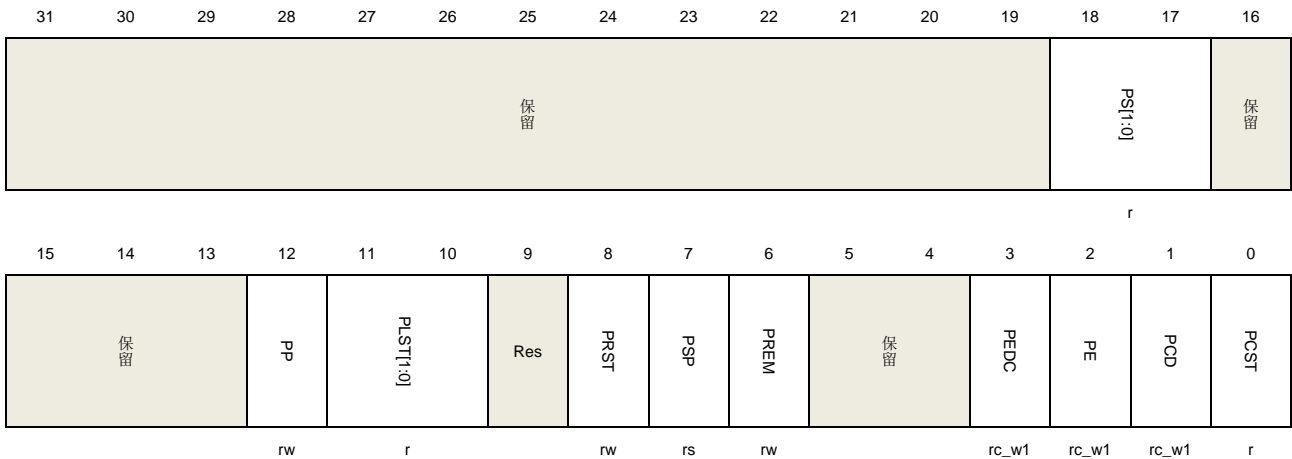 31 30 29 28 27 26 25 24 23 22 21 20 19 18 17 16
保留 PS[1:0] 保留
r
15 14 13 12 11 10 9 8 7 6 5 4 3 2 1 0
保留 PP PLST[1:0] Res PRST PSP PREM 保留 PEDC PE PCD PCST
rw r rw rs rw rc_w1 rc_w1 rc_w1 r